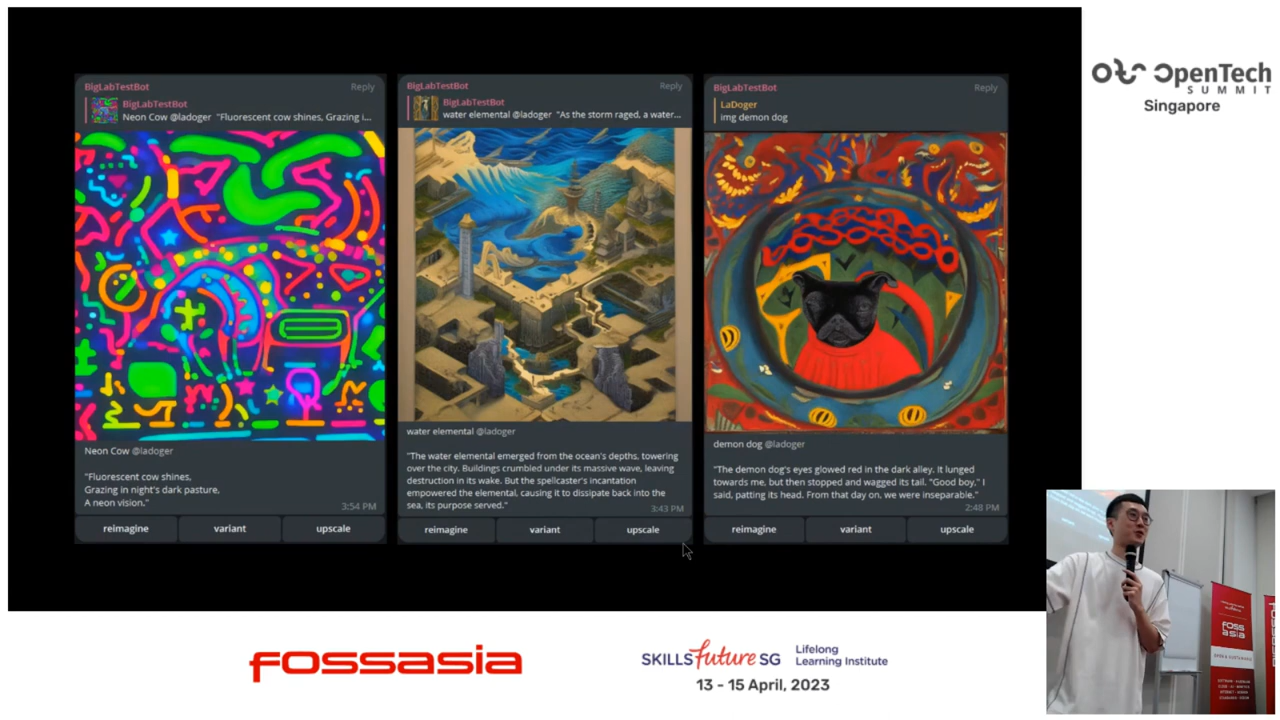 BigLabTestBot
Reply
BigLabTestBot
Neon Cow @ladoger "Fluorescent cow shines, Grazing i...
Neon Cow @ladoger
"Fluorescent cow shines,
Grazing in night's dark pasture,
A neon vision."
3:54 PM
reimagine
variant
upscale
BigLabTestBot
Reply
BigLabTestBot
water elemental @ladoger "As the storm raged, a water...
water elemental @ladoger
"The water elemental emerged from the ocean's depths, towering
over the city. Buildings crumbled under its massive wave, leaving
destruction in its wake. But the spellcaster's incantation
empowered the elemental, causing it to dissipate back into the
sea, its purpose served."
3:43 PM
reimagine
variant
upscale
BigLabTestBot
Reply
LaDoger
img demon dog
demon dog @ladoger
"The demon dog's eyes glowed red in the dark alley. It lunged
towards me, but then stopped and wagged its tail. "Good boy," I
said, patting its head. From that day on, we were inseparable."
2:48 PM
reimagine
variant
upscale
OpenTech
SUMMIT
Singapore
FOSS
ASIA
FOSSASIA
SKILLSfuture SG
Lifelong
Learning Institute
13 - 15 April, 2023